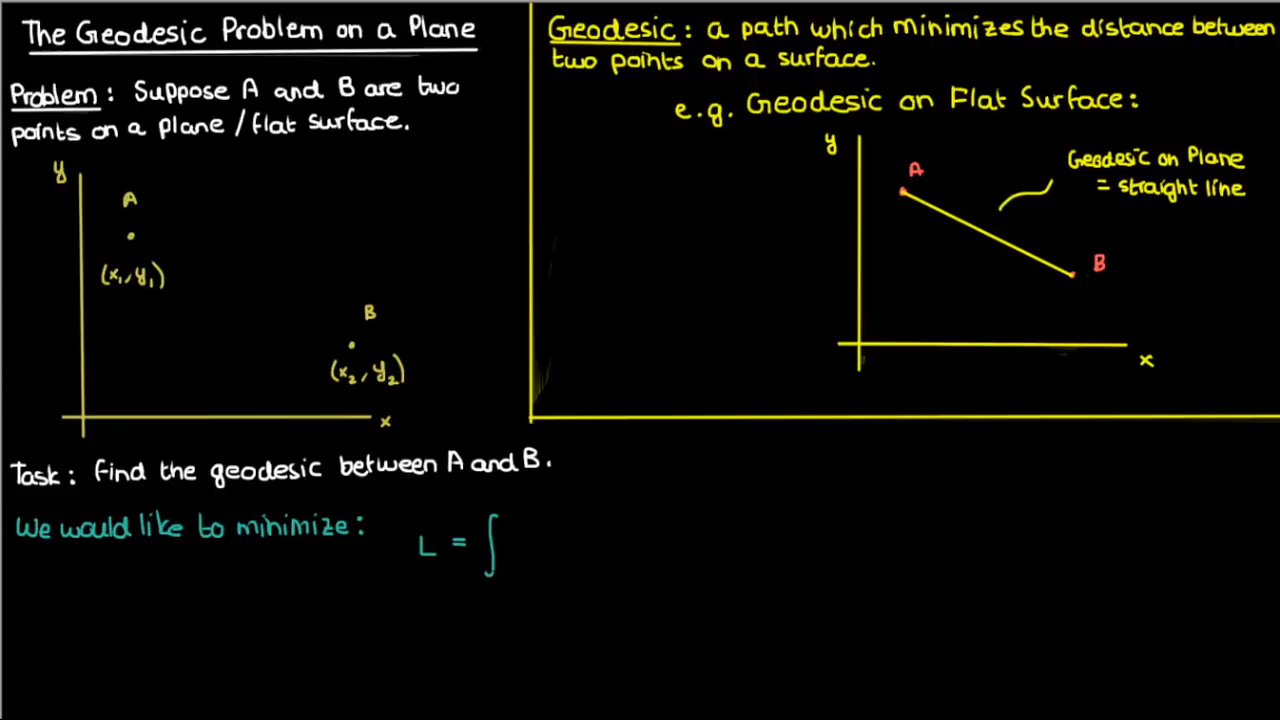 The Geodesic Problem on a Plane
Problem: Suppose A and B are two
points on a plane / flat surface.
y
A
(x₁, y₁)
B
(x₂, y₂)
x
Task: Find the geodesic between A and B.
We would like to minimize: L = ∫
Geodesic: a path which minimizes the distance between
two points on a surface.
e.g. Geodesic on Flat Surface:
y
A
Geodesic on Plane
= straight line
B
x